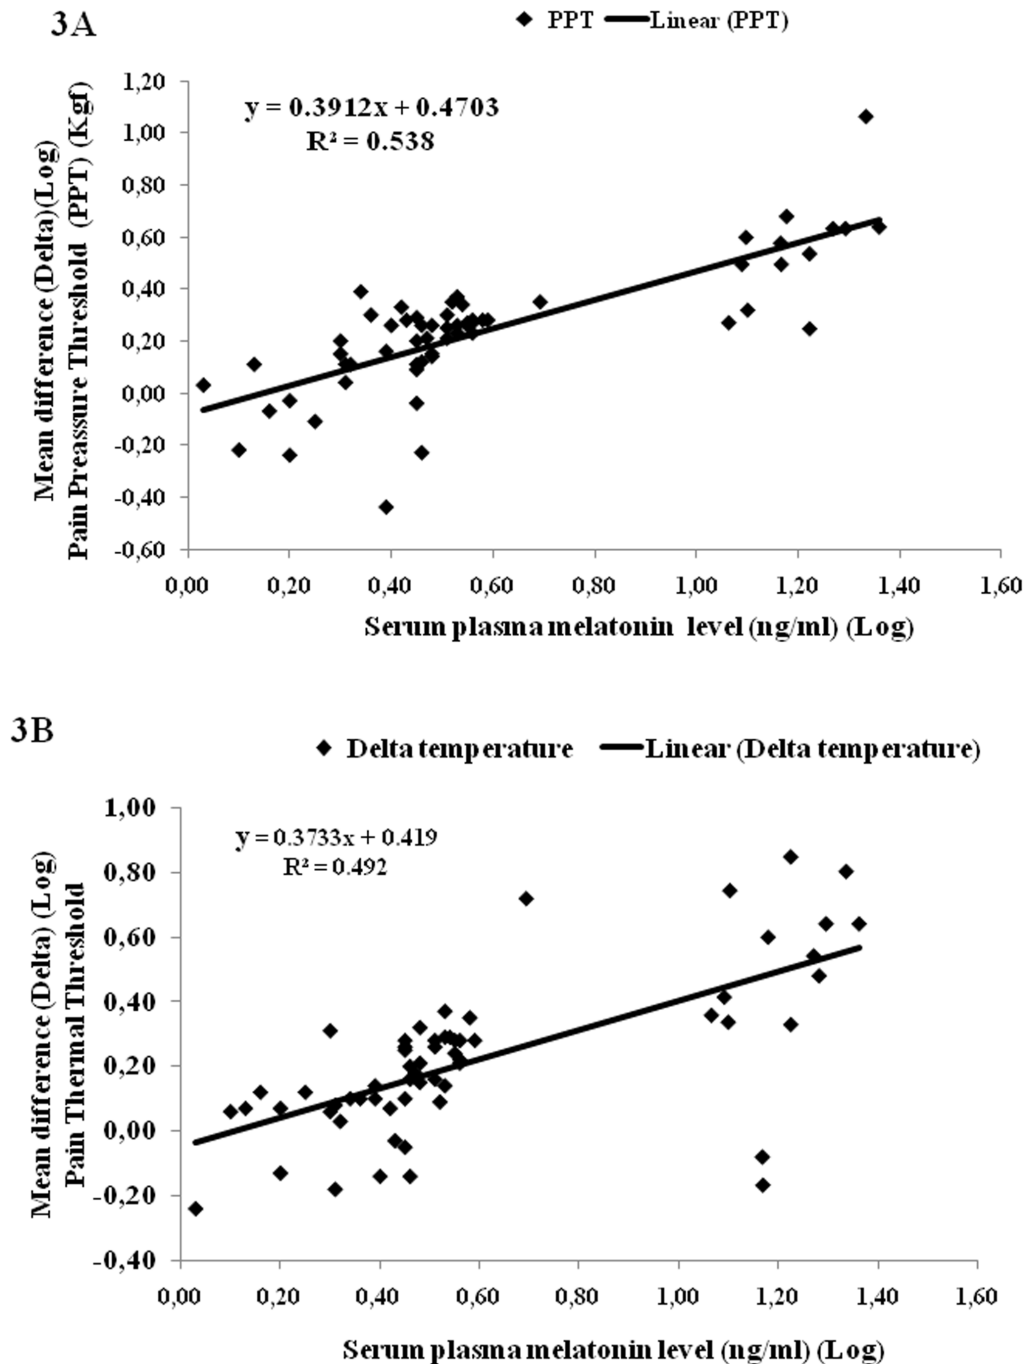 3A
PPT Linear (PPT)
y = 0.3912x + 0.4703
R² = 0.538
Mean difference (Delta)(Log)
Pain Preassure Threshold (PPT) (Kgf)
1,20
1,00
0,80
0,60
0,40
0,20
0,00
-0,20
-0,40
-0,60
0,00 0,20 0,40 0,60 0,80 1,00 1,20 1,40 1,60
Serum plasma melatonin level (ng/ml) (Log)
3B
Delta temperature Linear (Delta temperature)
y = 0.3733x + 0.419
R² = 0.492
Mean difference (Delta) (Log)
Pain Thermal Threshold
1,00
0,80
0,60
0,40
0,20
0,00
-0,20
-0,40
0,00 0,20 0,40 0,60 0,80 1,00 1,20 1,40 1,60
Serum plasma melatonin level (ng/ml) (Log)